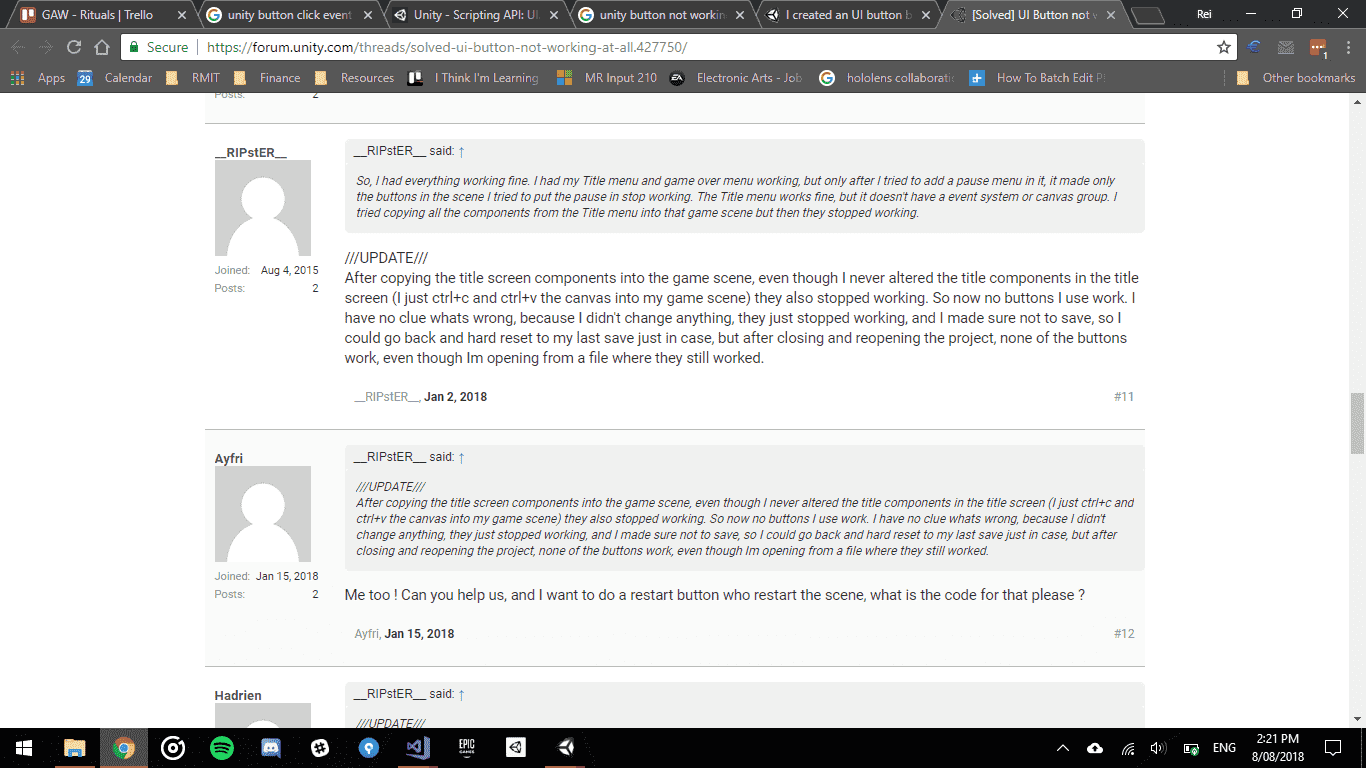 GAW - Rituals | Trello
unity button click event
Unity - Scripting API: UI.
unity button not workin
I created an UI button b
[Solved] UI Button not w
Rei
Secure
https://forum.unity.com/threads/solved-ui-button-not-working-at-all.427750/
Apps
29
Calendar
RMIT
Finance
Resources
I Think I'm Learning
MR Input 210
Electronic Arts - Job
hololens collaborati
How To Batch Edit P
Other bookmarks
1
Posts: 2
__RIPstER__
Joined: Aug 4, 2015
Posts: 2
__RIPstER__ said: ↑
So, I had everything working fine. I had my Title menu and game over menu working, but only after I tried to add a pause menu in it, it made only
the buttons in the scene I tried to put the pause in stop working. The Title menu works fine, but it doesn't have a event system or canvas group. I
tried copying all the components from the Title menu into that game scene but then they stopped working.
///UPDATE///
After copying the title screen components into the game scene, even though I never altered the title components in the title
screen (I just ctrl+c and ctrl+v the canvas into my game scene) they also stopped working. So now no buttons I use work. I
have no clue whats wrong, because I didn't change anything, they just stopped working, and I made sure not to save, so I
could go back and hard reset to my last save just in case, but after closing and reopening the project, none of the buttons
work, even though Im opening from a file where they still worked.
__RIPstER__, Jan 2, 2018
#11
Ayfri
Joined: Jan 15, 2018
Posts: 2
__RIPstER__ said: ↑
///UPDATE///
After copying the title screen components into the game scene, even though I never altered the title components in the title screen (I just ctrl+c and
ctrl+v the canvas into my game scene) they also stopped working. So now no buttons I use work. I have no clue whats wrong, because I didn't
change anything, they just stopped working, and I made sure not to save, so I could go back and hard reset to my last save just in case, but after
closing and reopening the project, none of the buttons work, even though Im opening from a file where they still worked.
Me too ! Can you help us, and I want to do a restart button who restart the scene, what is the code for that please ?
Ayfri, Jan 15, 2018
#12
Hadrien
__RIPstER__ said: ↑
///UPDATE///
EPIC
GAMES
ENG
2:21 PM
8/08/2018